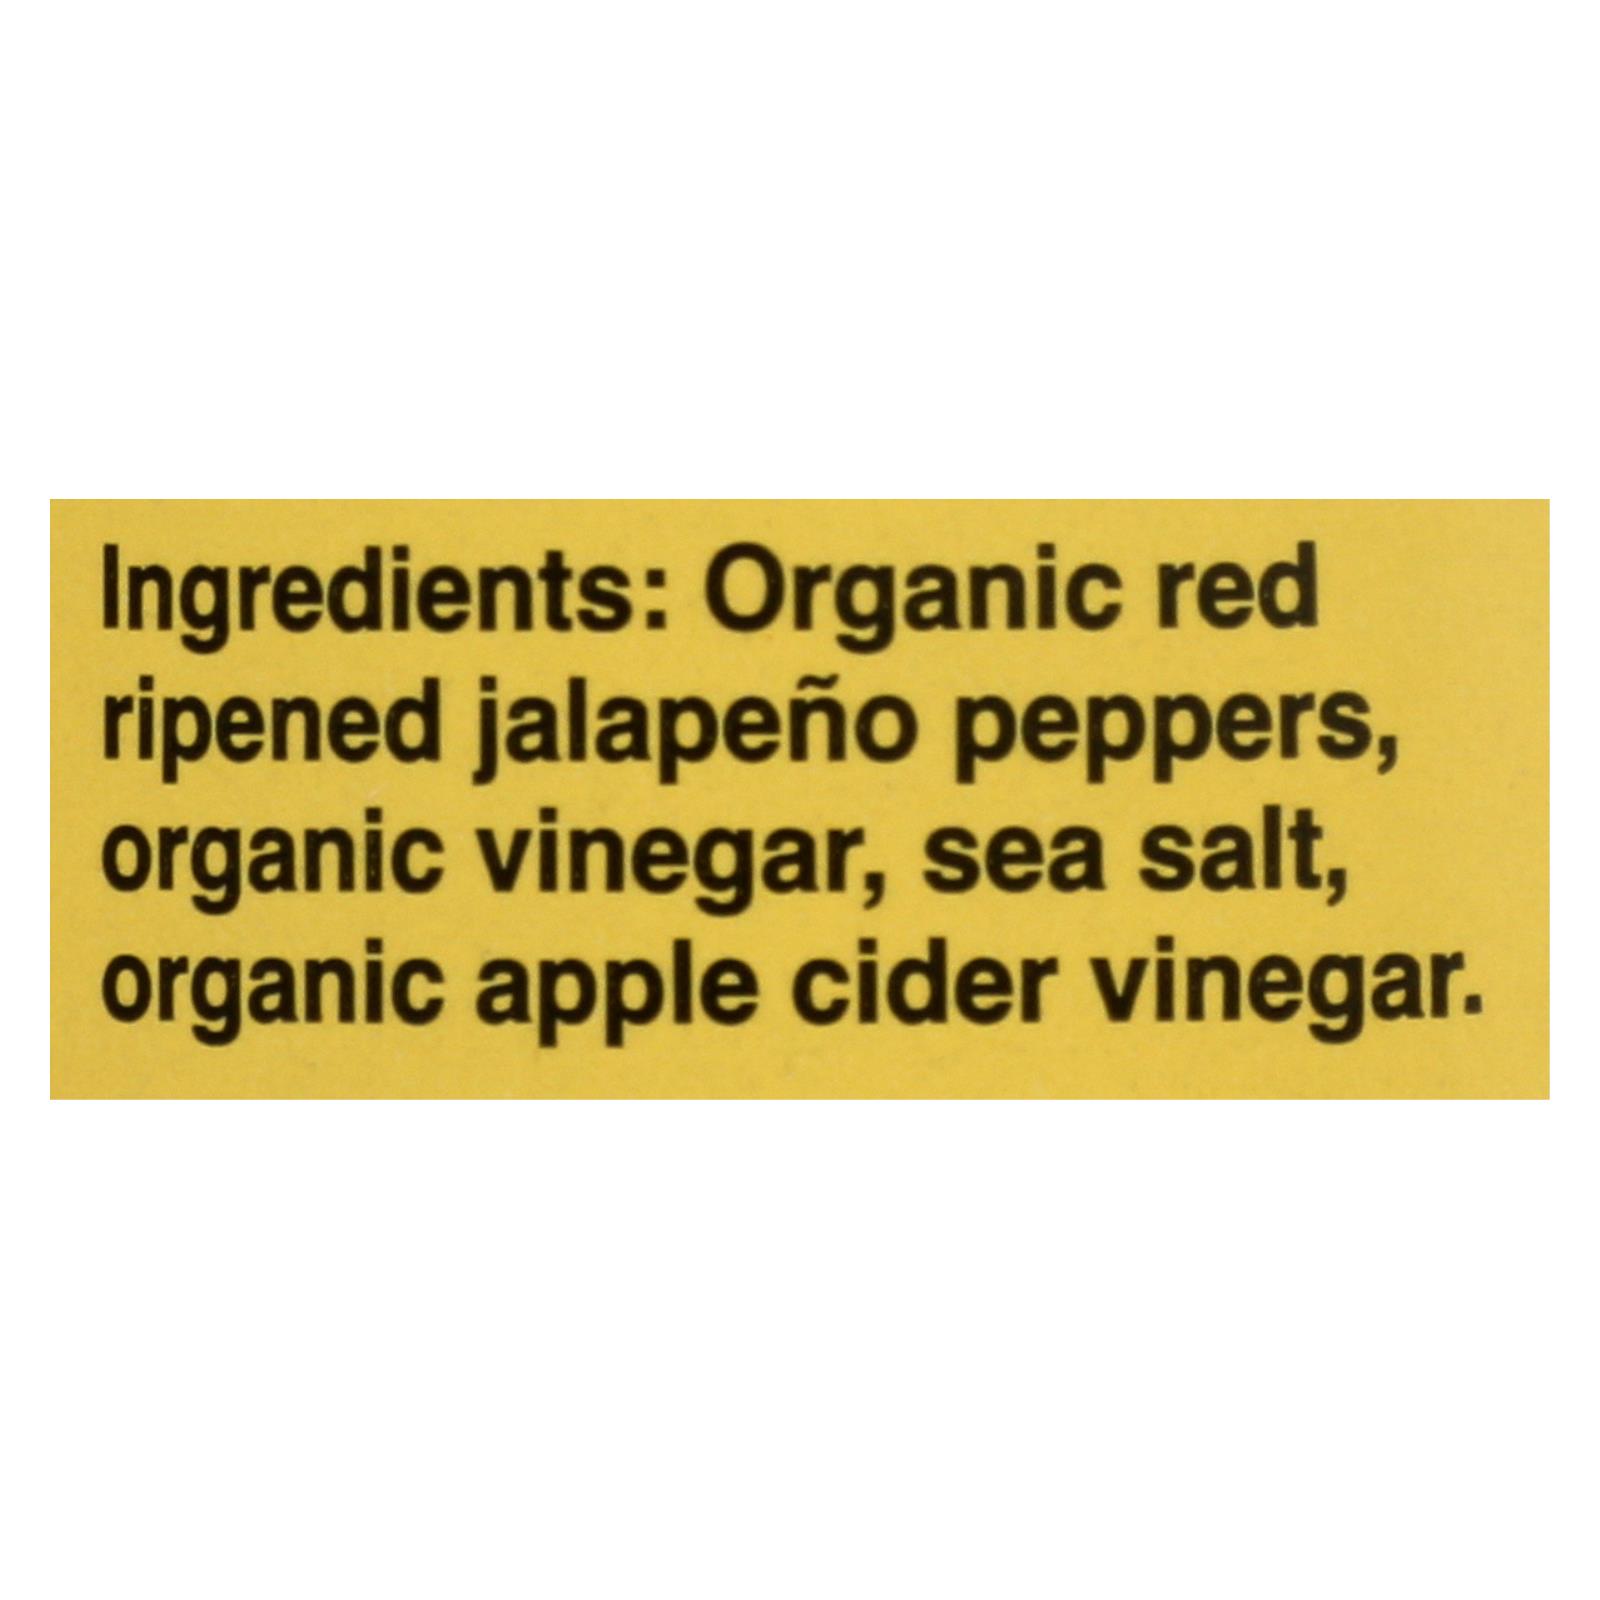 Ingredients: Organic red
ripened jalapeño peppers,
organic vinegar, sea salt,
organic apple cider vinegar.